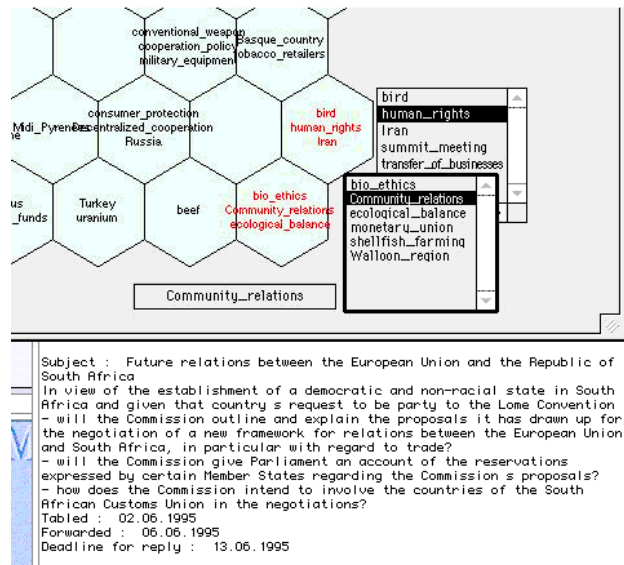 conventional_weapon
cooperation_policy
military_equipment
Basque_country
tobacco_retailers
Midi_Pyrenees
consumer_protection
Decentralized_cooperation
Russia
bird
human_rights
Iran
us
_funds
Turkey
uranium
beef
bio_ethics
Community_relations
ecological_balance
bird
human_rights
Iran
summit_meeting
transfer_of_businesses
bio_ethics
Community_relations
ecological_balance
monetary_union
shellfish_farming
Walloon_region
Community_relations
Subject : Future relations between the European Union and the Republic of
South Africa
In view of the establishment of a democratic and non-racial state in South
Africa and given that country s request to be party to the Lome Convention
- will the Commission outline and explain the proposals it has drawn up for
the negotiation of a new framework for relations between the European Union
and South Africa, in particular with regard to trade?
- will the Commission give Parliament an account of the reservations
expressed by certain Member States regarding the Commission s proposals?
- how does the Commission intend to involve the countries of the South
African Customs Union in the negotiations?
Tabled : 02.06.1995
Forwarded : 06.06.1995
Deadline for reply : 13.06.1995